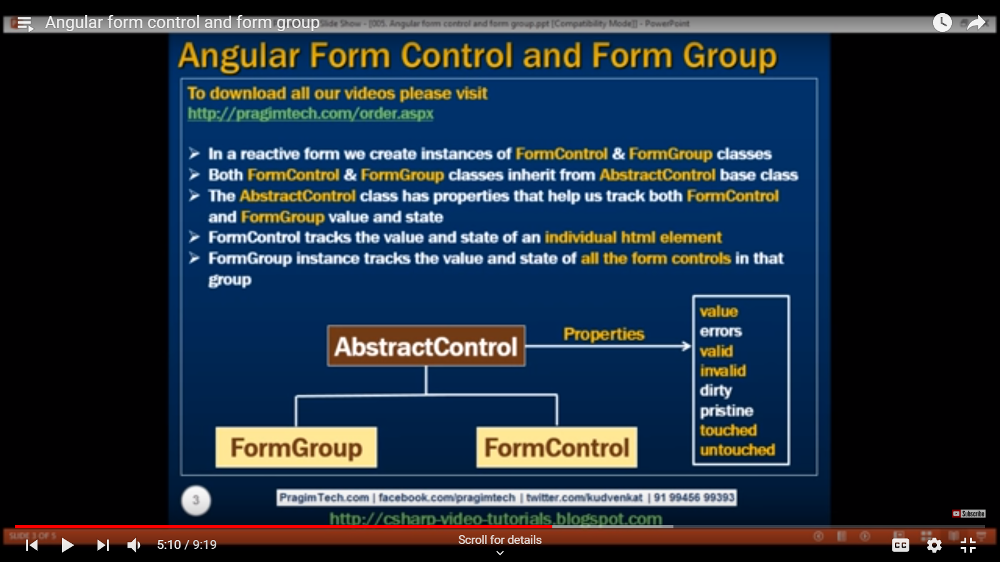 Angular form control and form group
Slide Show - [005. Angular form control and form group.ppt [Compatibility Mode]] - PowerPoint
Angular Form Control and Form Group
To download all our videos please visit
http://pragimtech.com/order.aspx
➢ In a reactive form we create instances of FormControl & FormGroup classes
➢ Both FormControl & FormGroup classes inherit from AbstractControl base class
➢ The AbstractControl class has properties that help us track both FormControl
and FormGroup value and state
➢ FormControl tracks the value and state of an individual html element
➢ FormGroup instance tracks the value and state of all the form controls in that
group
AbstractControl
Properties
value
errors
valid
invalid
dirty
pristine
touched
untouched
FormGroup
FormControl
3
PragimTech.com | facebook.com/pragimtech | twitter.com/kudvenkat | 91 99456 99393
http://csharp-video-tutorials.blogspot.com
Subscribe
SLIDE 3 OF 5
5:10 / 9:19
Scroll for details
CC